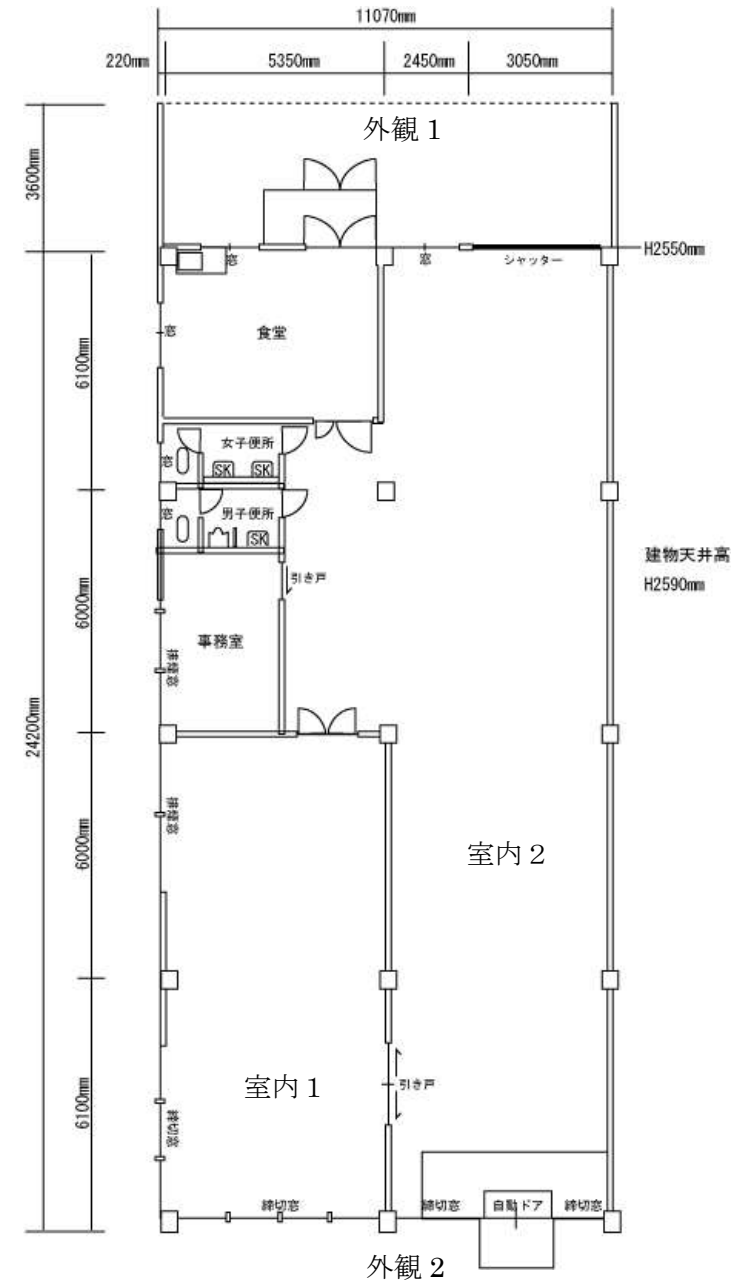 11070mm
220mm
5350mm
2450mm
3050mm
外観1
3600mm
H2550mm
窓
窓
シャッター
窓
食堂
6100mm
女子便所
窓
SK
SK
窓
男子便所
SK
建物天井高
H2590mm
引き戸
6000mm
事務室
排煙窓
24200mm
排煙窓
6000mm
室内2
室内1
引き戸
6100mm
締切窓
締切窓
締切窓
自動ドア
締切窓
外観2